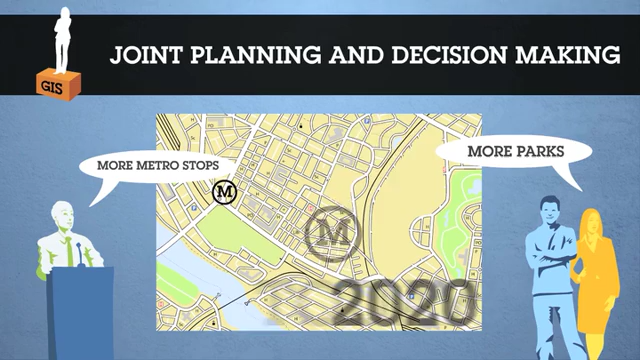 JOINT PLANNING AND DECISION MAKING
GIS
MORE METRO STOPS
MORE PARKS
M
M
2020